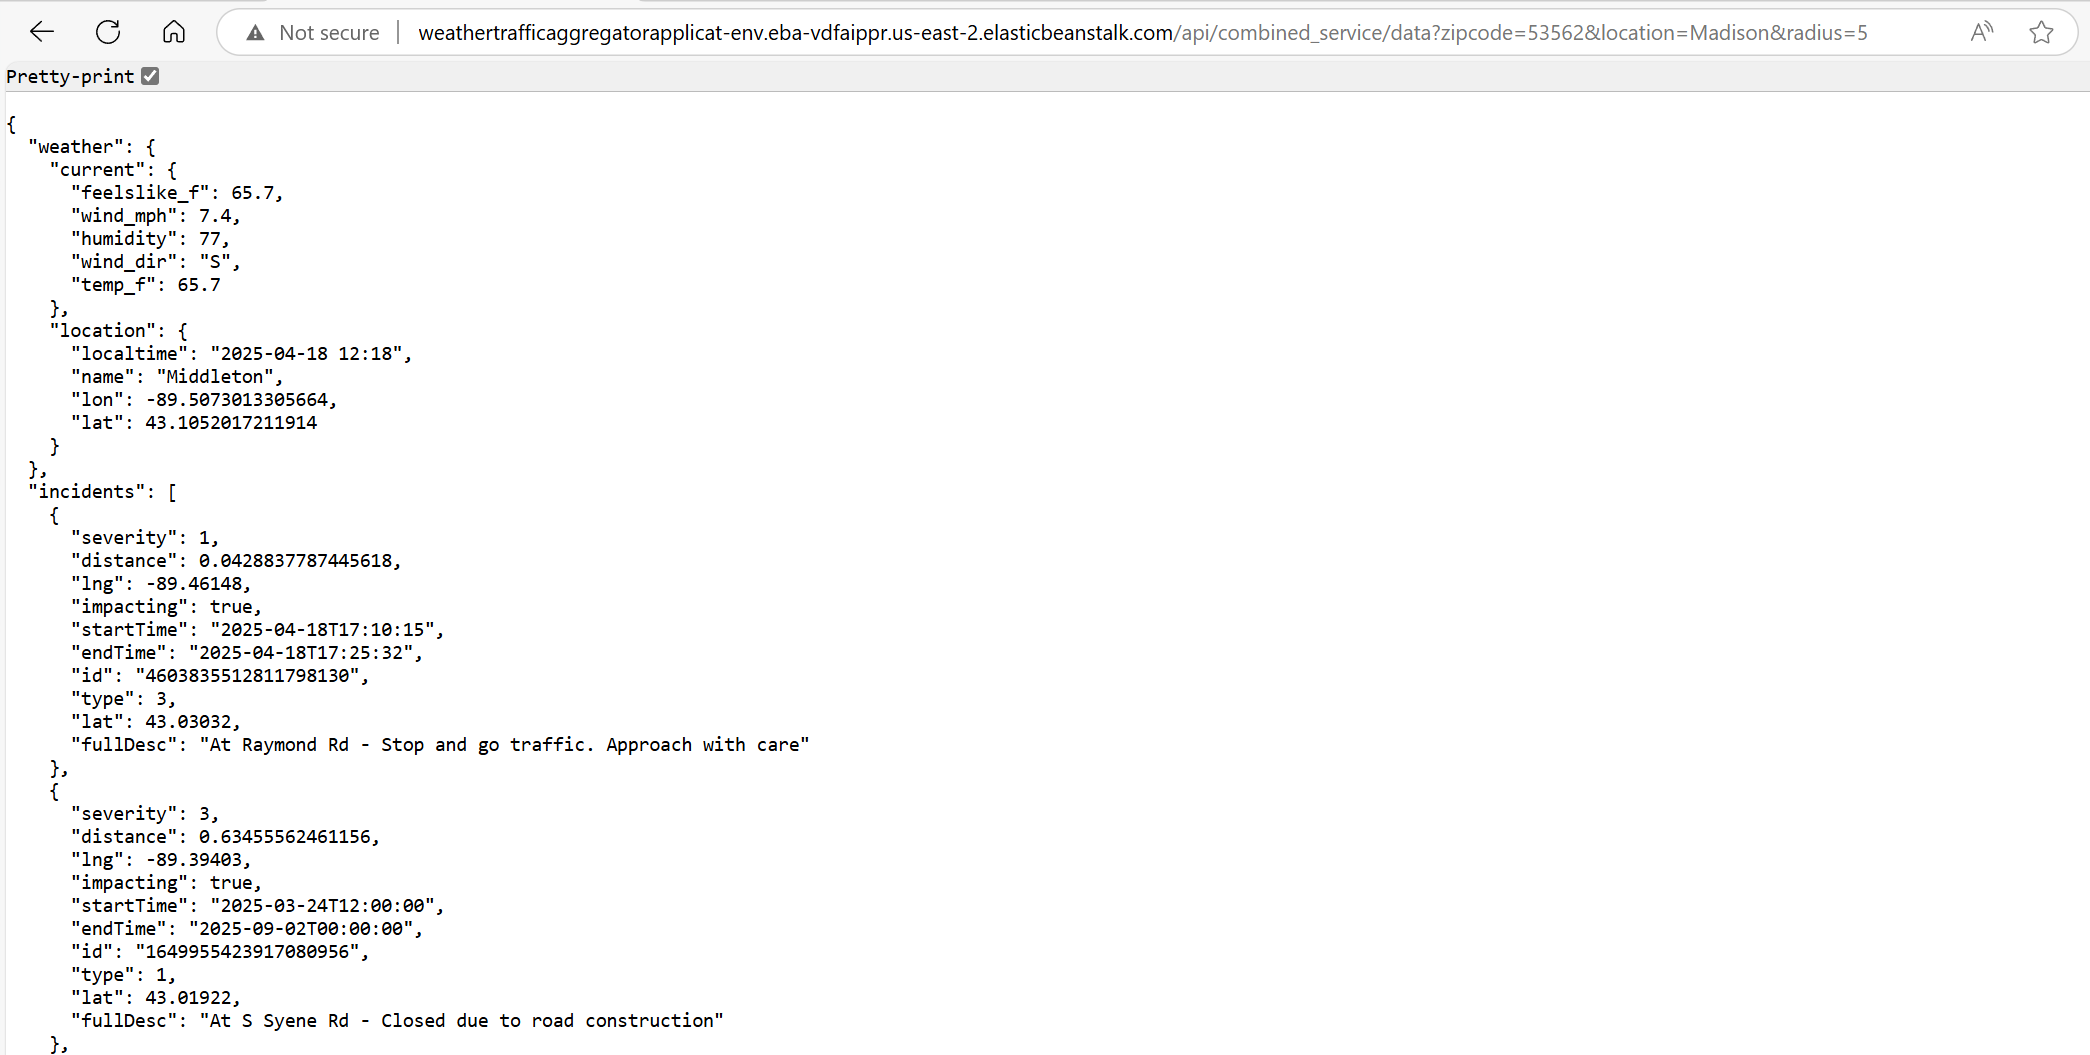 Not secure | weathertrafficaggregatorapplicat-env.eba-vdfaippr.us-east-2.elasticbeanstalk.com/api/combined_service/data?zipcode=53562&location=Madison&radius=5
Pretty-print
{
  "weather": {
    "current": {
      "feelslike_f": 65.7,
      "wind_mph": 7.4,
      "humidity": 77,
      "wind_dir": "S",
      "temp_f": 65.7
    },
    "location": {
      "localtime": "2025-04-18 12:18",
      "name": "Middleton",
      "lon": -89.5073013305664,
      "lat": 43.1052017211914
    }
  },
  "incidents": [
    {
      "severity": 1,
      "distance": 0.0428837787445618,
      "lng": -89.46148,
      "impacting": true,
      "startTime": "2025-04-18T17:10:15",
      "endTime": "2025-04-18T17:25:32",
      "id": "4603835512811798130",
      "type": 3,
      "lat": 43.03032,
      "fullDesc": "At Raymond Rd - Stop and go traffic. Approach with care"
    },
    {
      "severity": 3,
      "distance": 0.63455562461156,
      "lng": -89.39403,
      "impacting": true,
      "startTime": "2025-03-24T12:00:00",
      "endTime": "2025-09-02T00:00:00",
      "id": "1649955423917080956",
      "type": 1,
      "lat": 43.01922,
      "fullDesc": "At S Syene Rd - Closed due to road construction"
    },